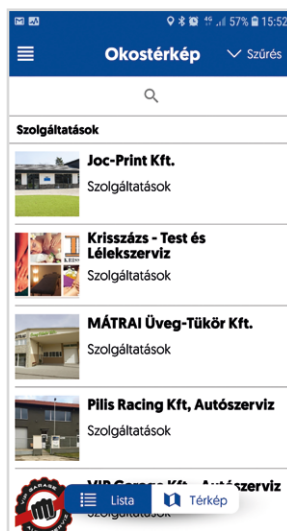 57% 15:52
Okostérkép
Szűrés
Szolgáltatások
Joc-Print Kft.
Szolgáltatások
Krisszázs - Test és
Lélekszerviz
Szolgáltatások
MÁTRAI Üveg-Tükör Kft.
Szolgáltatások
Pilis Racing Kft, Autószerviz
Szolgáltatások
VIP Garage Kft., Autószerviz
Szolgáltatások
Lista
Térkép